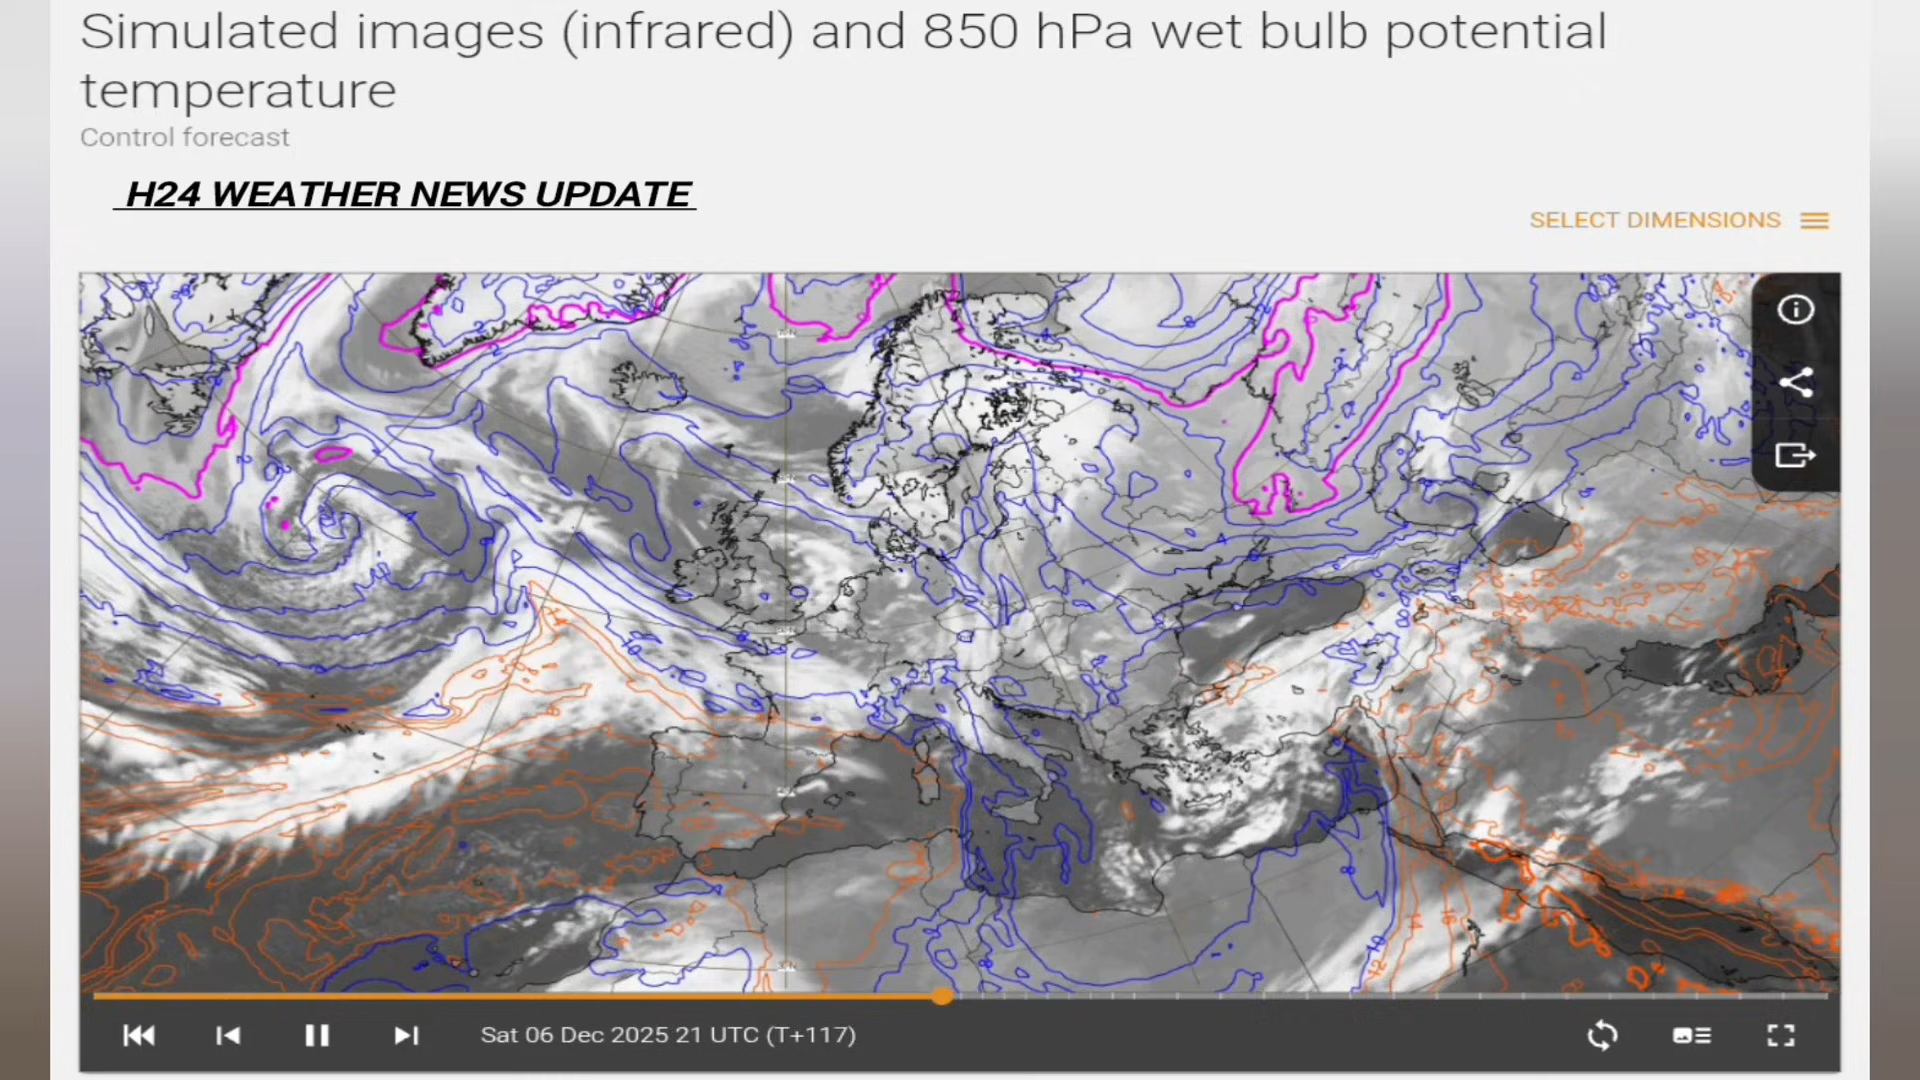 Simulated images (infrared) and 850 hPa wet bulb potential
temperature
Control forecast
H24 WEATHER NEWS UPDATE
SELECT DIMENSIONS
Sat 06 Dec 2025 21 UTC (T+117)